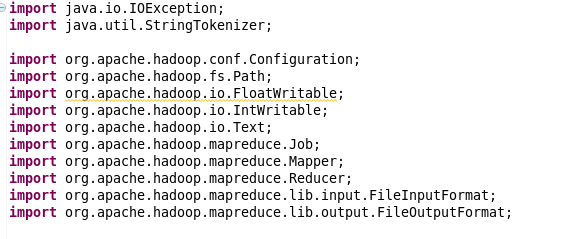 import java.io.IOException;
import java.util.StringTokenizer;
import org.apache.hadoop.conf.Configuration;
import org.apache.hadoop.fs.Path;
import org.apache.hadoop.io.FloatWritable;
import org.apache.hadoop.io.IntWritable;
import org.apache.hadoop.io.Text;
import org.apache.hadoop.mapreduce.Job;
import org.apache.hadoop.mapreduce.Mapper;
import org.apache.hadoop.mapreduce.Reducer;
import org.apache.hadoop.mapreduce.lib.input.FileInputFormat;
import org.apache.hadoop.mapreduce.lib.output.FileOutputFormat;